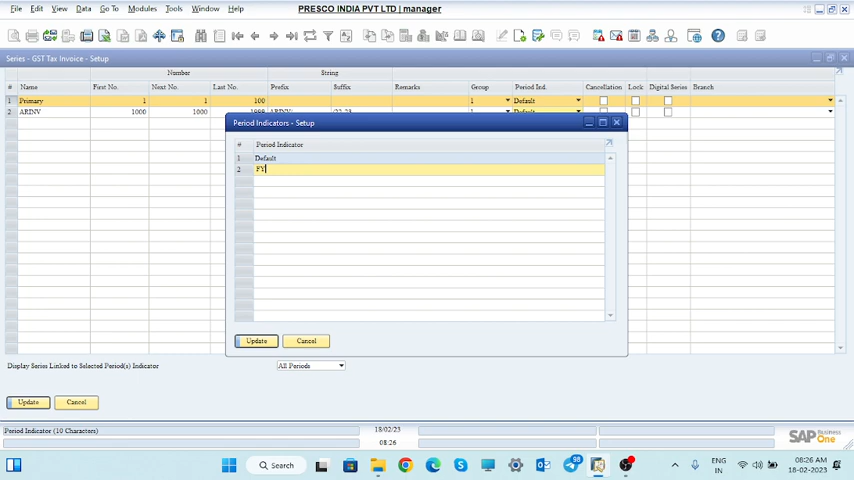 File Edit View Data Go To Modules Tools Window Help PRESCO INDIA PVT LTD | manager
Series - GST Tax Invoice - Setup
Number String
# Name First No. Next No. Last No. Prefix Suffix Remarks Group Period Ind. Cancellation Lock Digital Series Branch
1 Primary 1 1 100 1 Default
2 ARINV 1000 1000
Period Indicators - Setup
# Period Indicator
1 Default
2 FY
Update Cancel
Display Series Linked to Selected Period(s) Indicator All Periods
Update Cancel
Period Indicator (10 Characters) 18/02/23
08:26
SAP Business One
Search 98 ENG IN 08:26 AM 18-02-2023